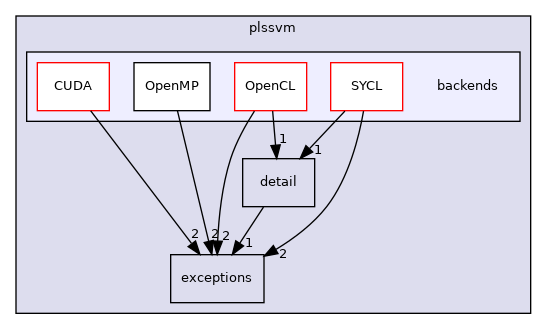 plssvm
CUDA
OpenMP
OpenCL
SYCL
backends
1
1
detail
2
2
2
1
2
exceptions